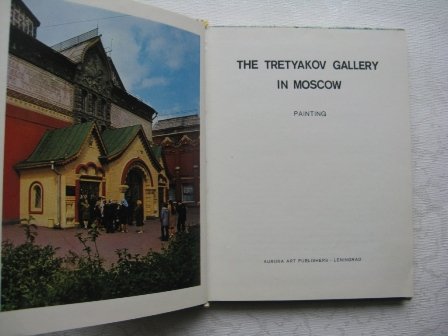 THE TRETYAKOV GALLERY
IN MOSCOW
PAINTING
AURORA ART PUBLISHERS · LENINGRAD